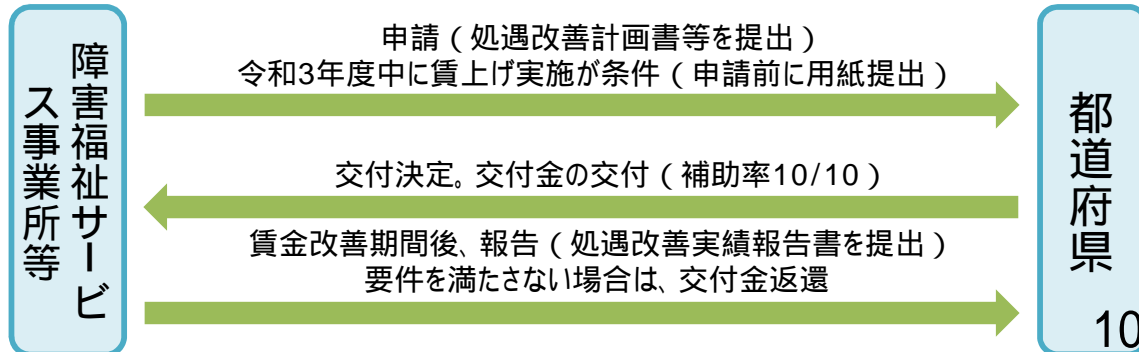 障害福祉サービ
ス事業所等
申請（処遇改善計画書等を提出）
令和3年度中に賃上げ実施が条件（申請前に用紙提出）
交付決定。交付金の交付（補助率10/10）
賃金改善期間後、報告（処遇改善実績報告書を提出）
要件を満たさない場合は、交付金返還
都道府県
10